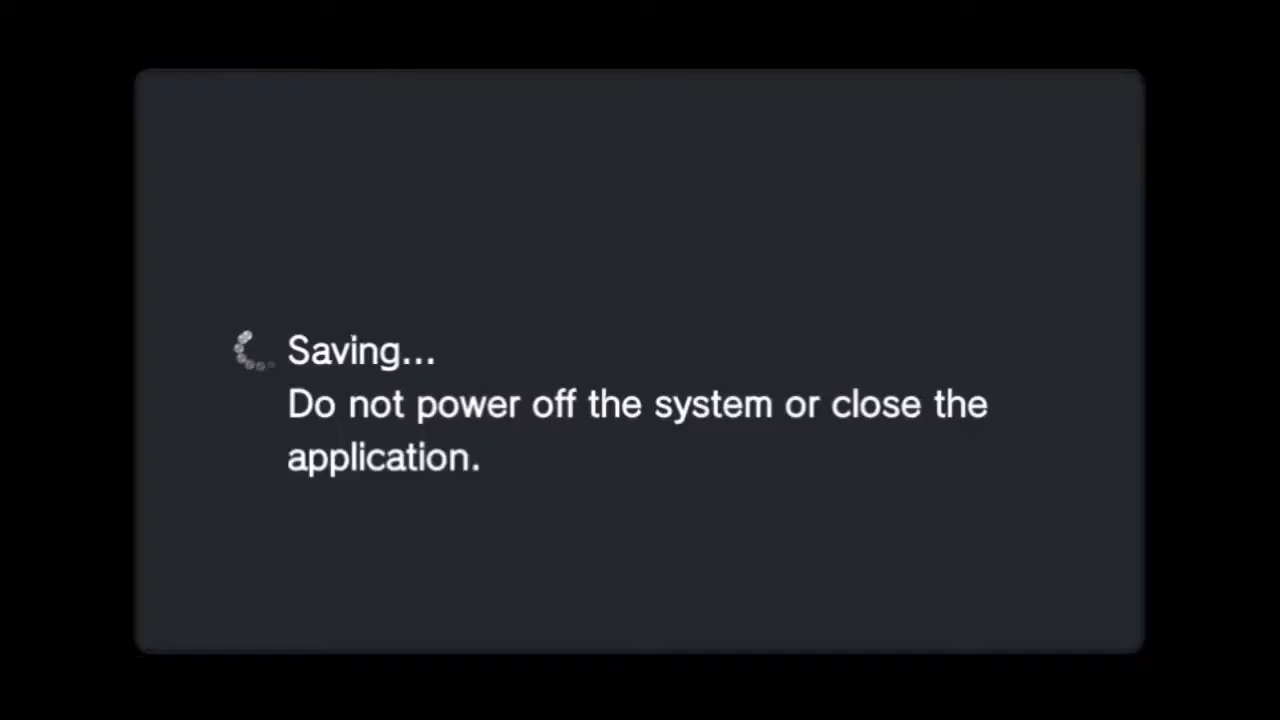 Saving...
Do not power off the system or close the
application.